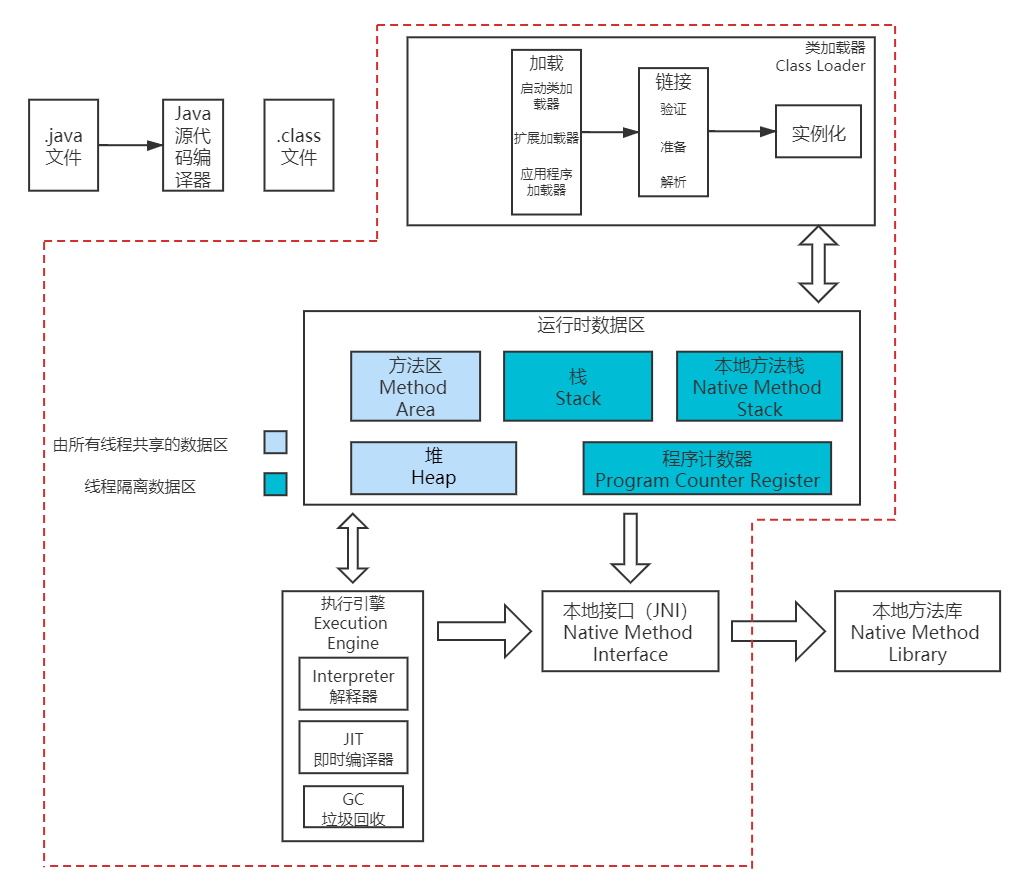 类加载器
Class Loader
加载
启动类加
载器
扩展加载器
应用程序
加载器
链接
验证
准备
解析
实例化
.java
文件
Java
源代
码编
译器
.class
文件
运行时数据区
方法区
Method
Area
栈
Stack
本地方法栈
Native Method
Stack
由所有线程共享的数据区
堆
Heap
程序计数器
Program Counter Register
线程隔离数据区
执行引擎
Execution
Engine
Interpreter
解释器
JIT
即时编译器
GC
垃圾回收
本地接口（JNI）
Native Method
Interface
本地方法库
Native Method
Library